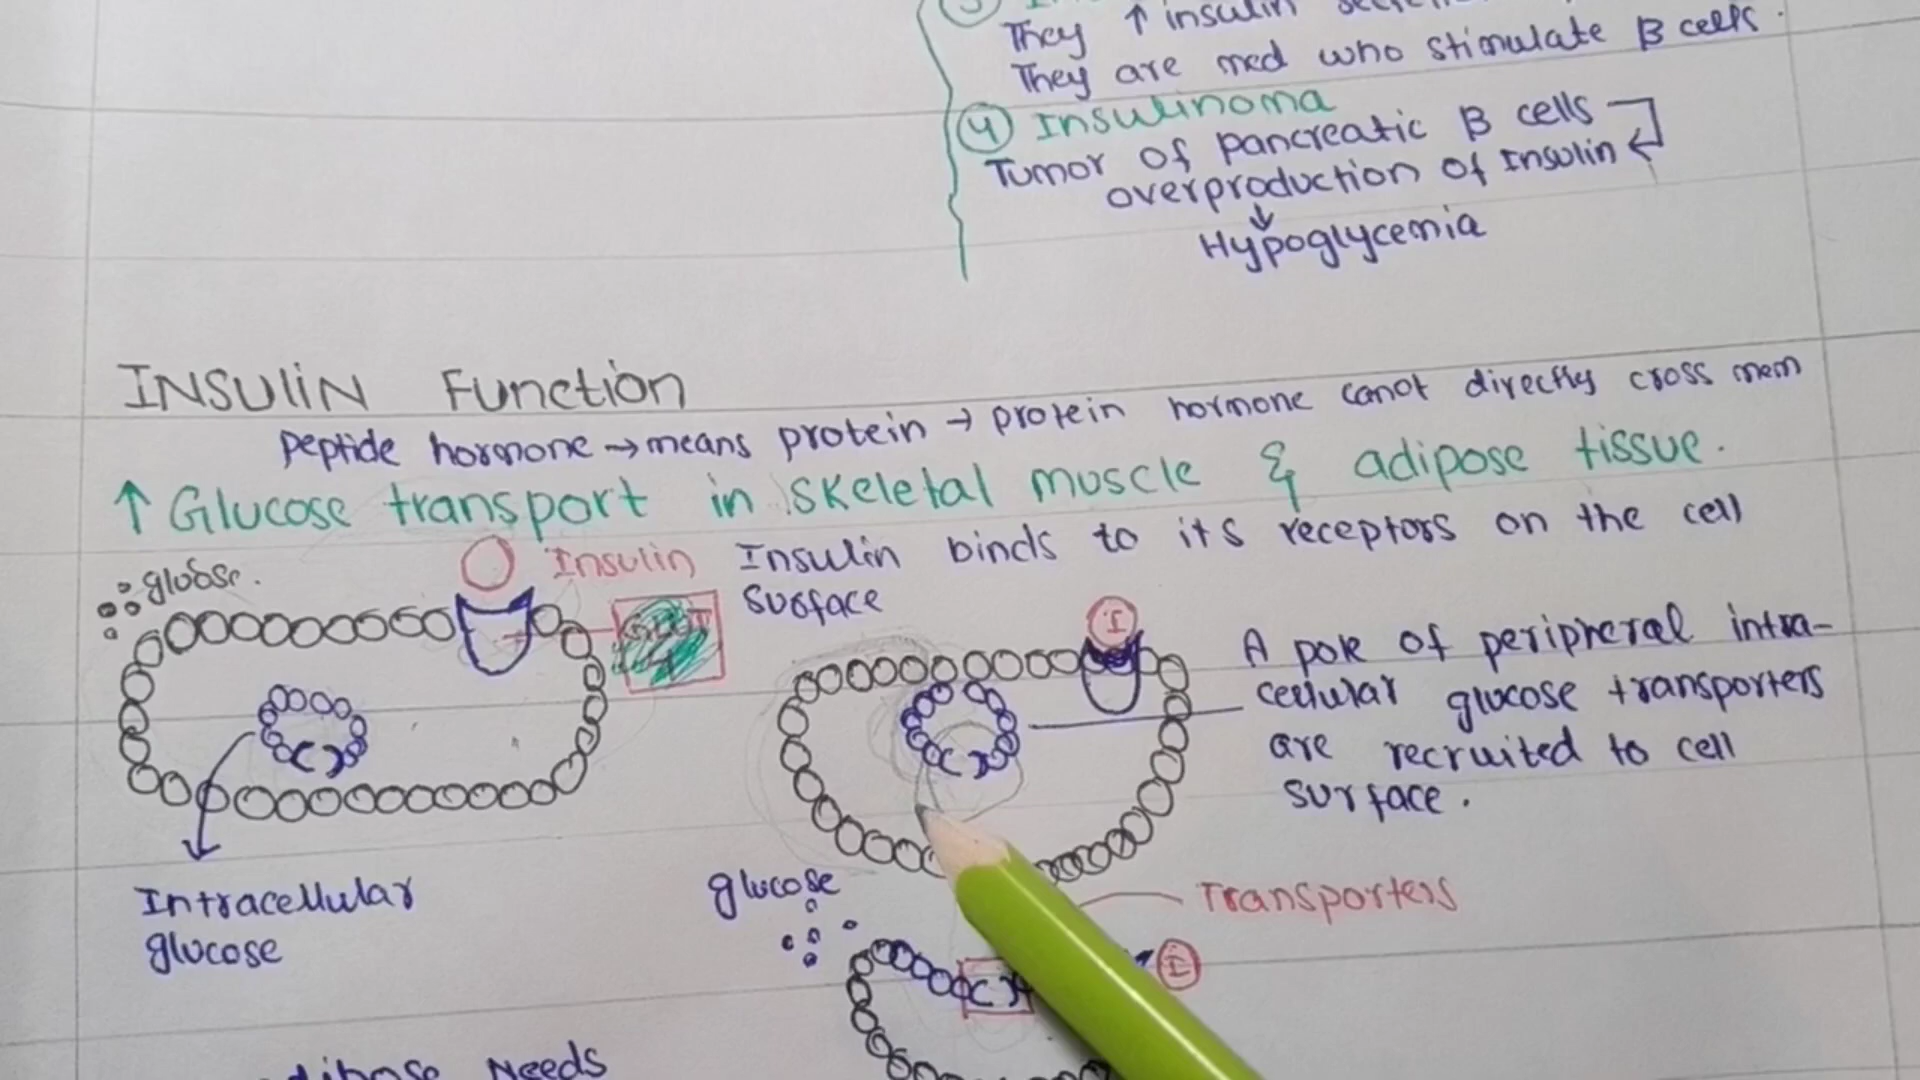 They ↑ insulin
They are med who stimulate B cells.
④ Insulinoma
Tumor of pancreatic B cells
overproduction of Insulin
↓
Hypoglycemia
INSULIN Function
Peptide hormone → means protein → protein hormone canot directly cross mem
↑ Glucose transport in skeletal muscle & adipose tissue.
gluose.
Insulin
Insulin binds to its receptors on the cell
surface
I
A pole of peripheral intra-
cellular glucose transporters
are recruited to cell
surface.
Intracellular
glucose
glucose
Transporters
I
Needs